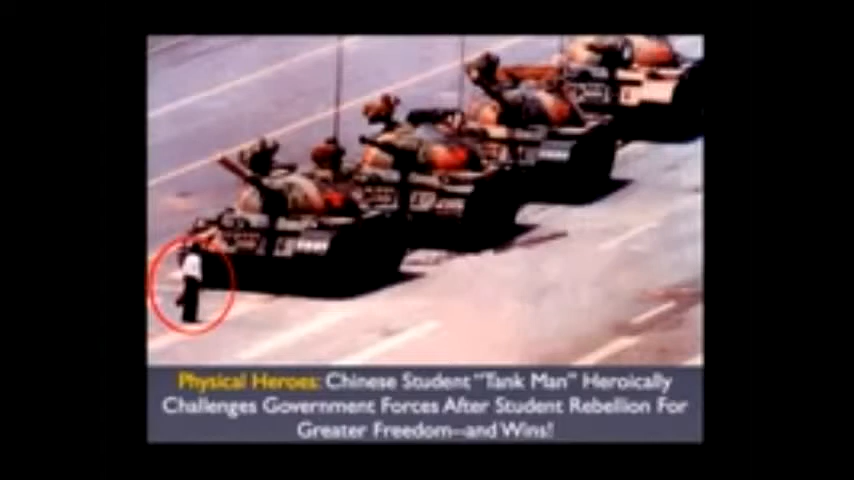 Physical Heroes: Chinese Student "Tank Man" Heroically
Challenges Government Forces After Student Rebellion For
Greater Freedom--and Wins!